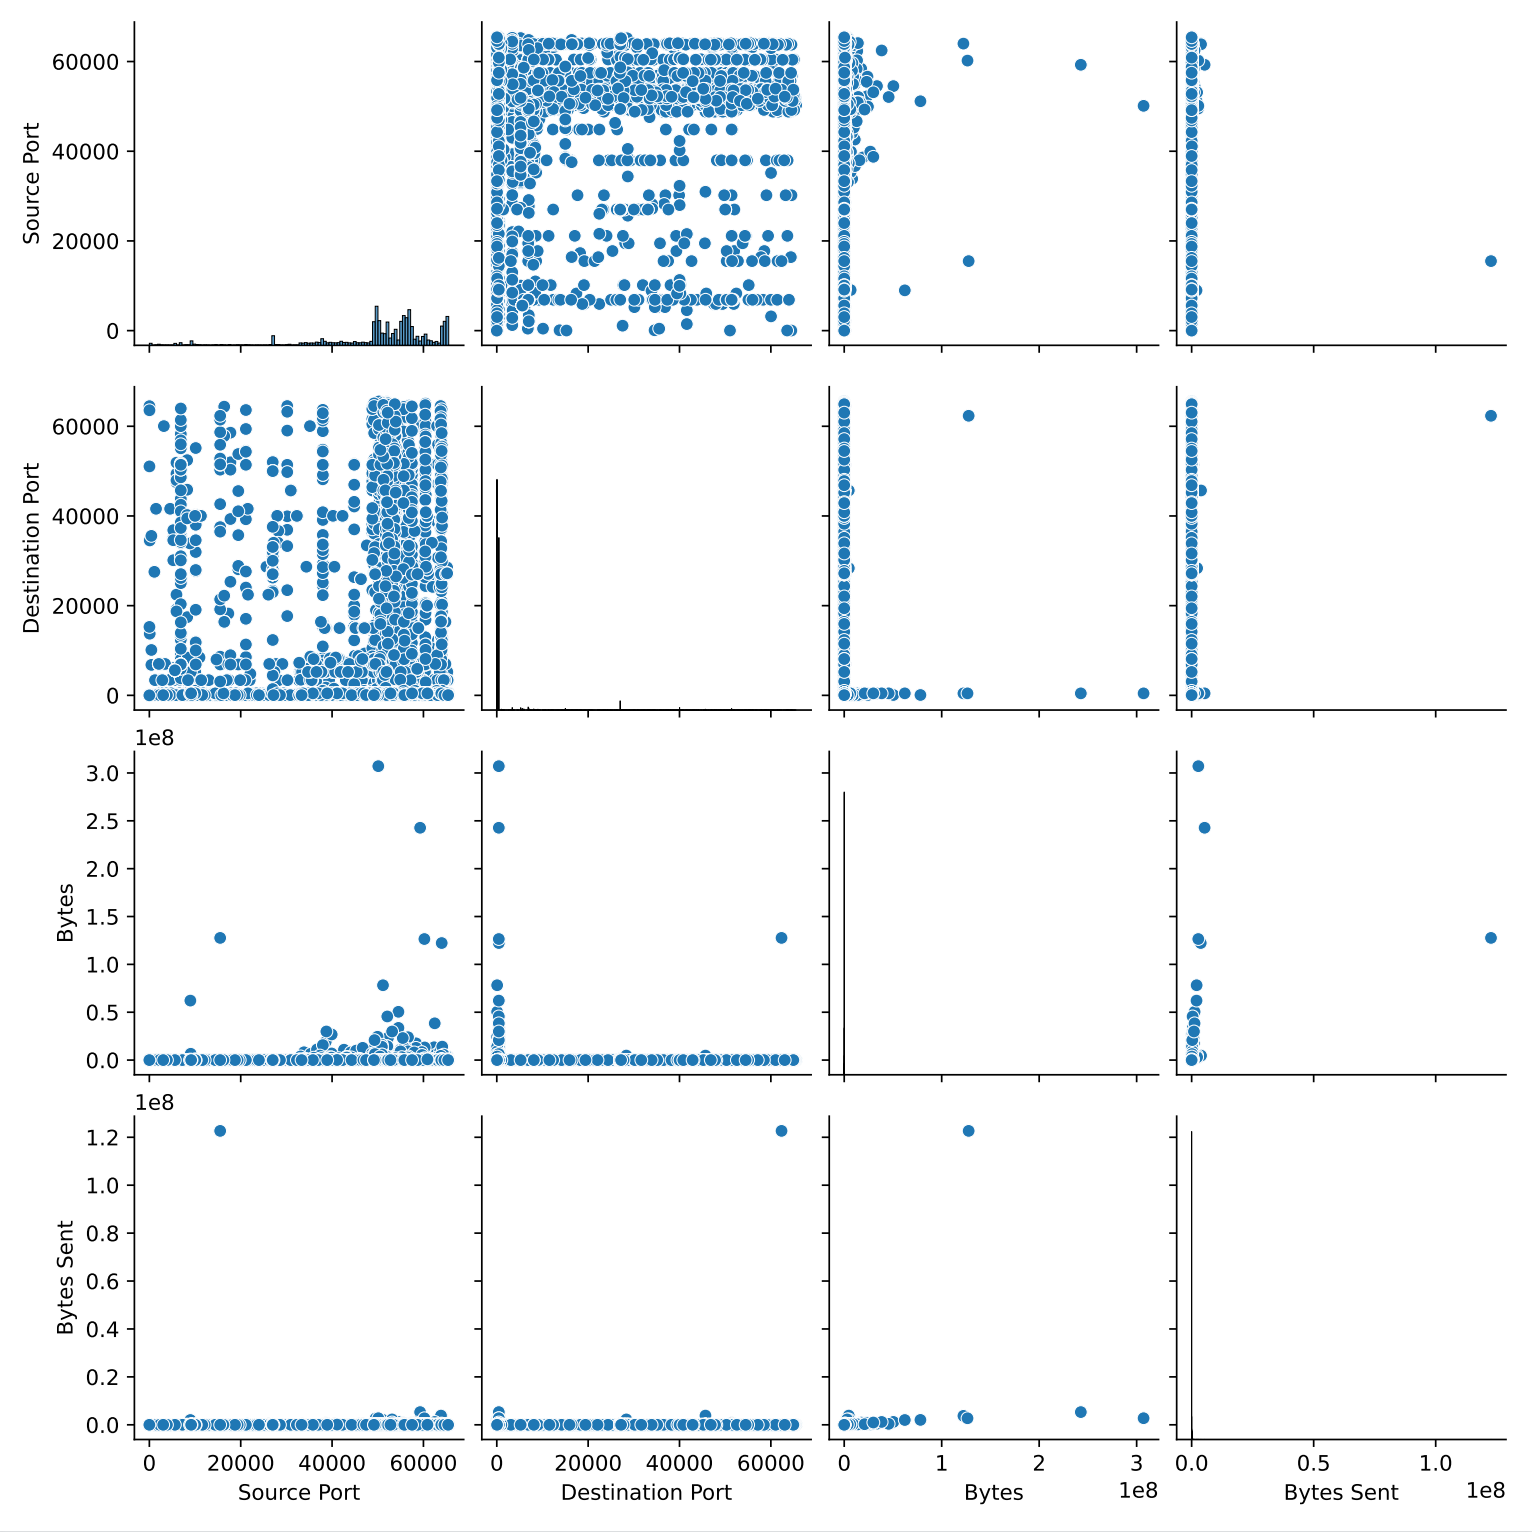 60000
40000
20000
0
Source Port
60000
40000
20000
0
Destination Port
1e8
3.0
2.5
2.0
1.5
1.0
0.5
0.0
Bytes
1e8
1.2
1.0
0.8
0.6
0.4
0.2
0.0
Bytes Sent
0 20000 40000 60000 0 20000 40000 60000 0 1 2 3 0.0 0.5 1.0
1e8 1e8
Source Port Destination Port Bytes Bytes Sent